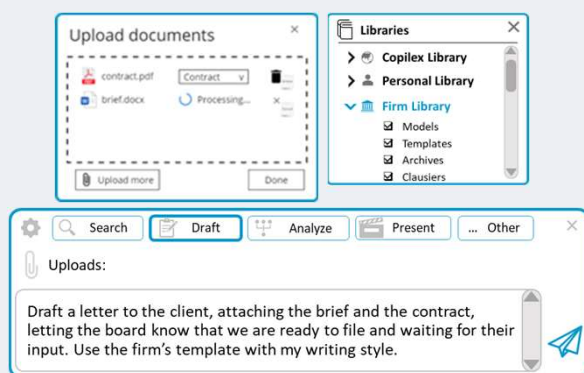 Upload documents
contract.pdf Contract
brief.docx Processing...
Upload more Done
Libraries
Copilex Library
Personal Library
Firm Library
Models
Templates
Archives
Clausiers
Search Draft Analyze Present ... Other
Uploads:
Draft a letter to the client, attaching the brief and the contract,
letting the board know that we are ready to file and waiting for their
input. Use the firm's template with my writing style.